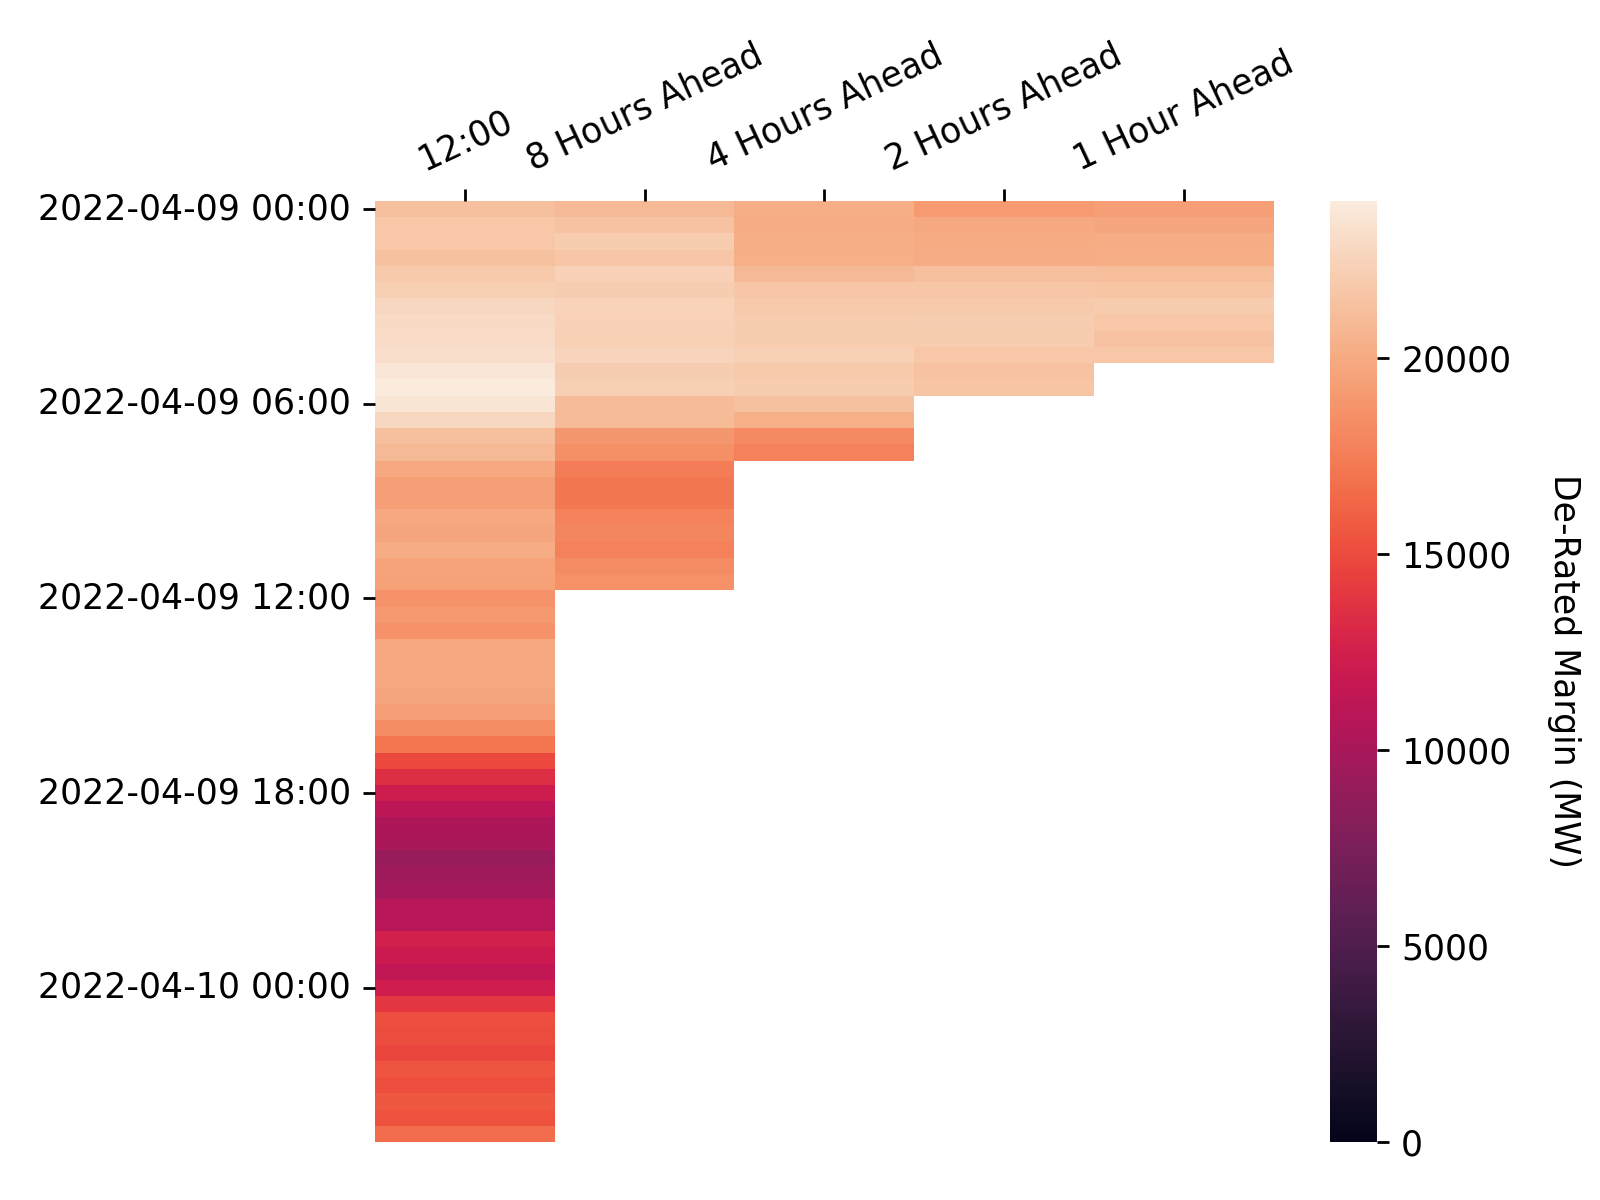 12:00
8 Hours Ahead
4 Hours Ahead
2 Hours Ahead
1 Hour Ahead
2022-04-09 00:00
2022-04-09 06:00
2022-04-09 12:00
2022-04-09 18:00
2022-04-10 00:00
20000
15000
10000
5000
0
De-Rated Margin (MW)